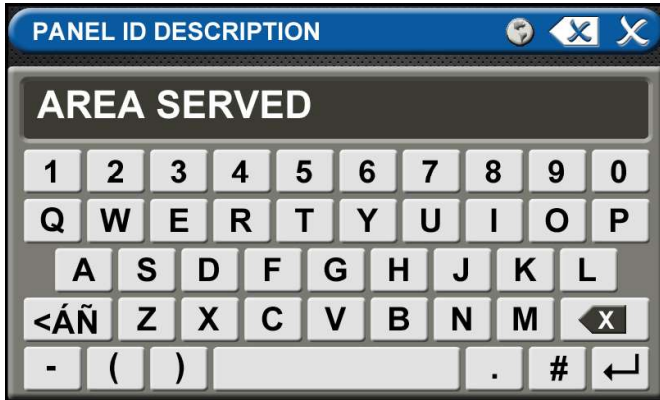 PANEL ID DESCRIPTION
AREA SERVED
1 2 3 4 5 6 7 8 9 0
Q W E R T Y U I O P
A S D F G H J K L
<ÁÑ Z X C V B N M X
- ( ) . #